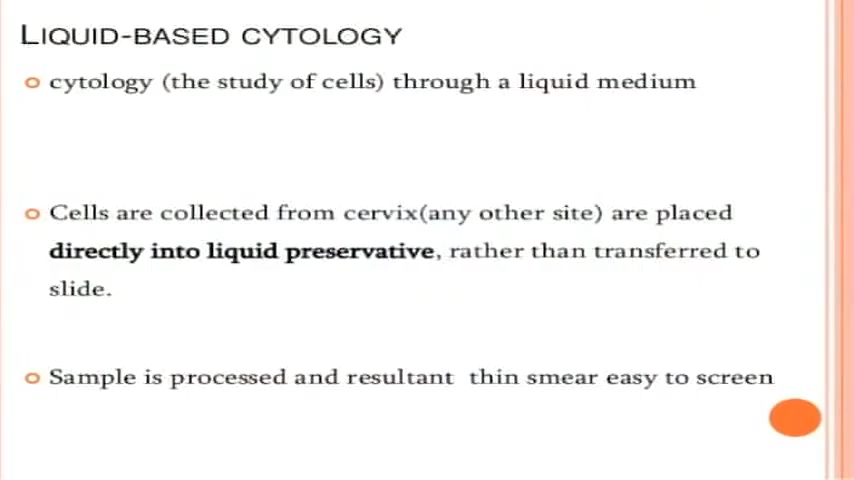 LIQUID-BASED CYTOLOGY
cytology (the study of cells) through a liquid medium
Cells are collected from cervix(any other site) are placed
directly into liquid preservative, rather than transferred to
slide.
Sample is processed and resultant thin smear easy to screen